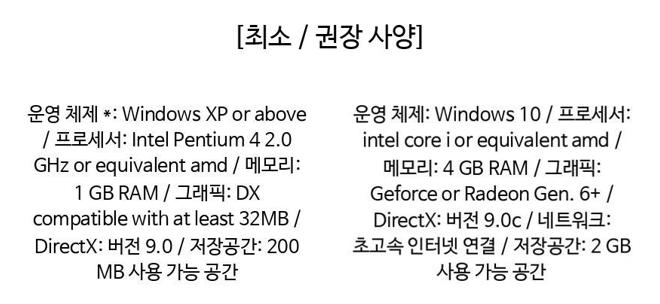 [최소 / 권장 사양]
운영 체제 *: Windows XP or above
/ 프로세서: Intel Pentium 4 2.0
GHz or equivalent amd / 메모리:
1 GB RAM / 그래픽: DX
compatible with at least 32MB /
DirectX: 버전 9.0 / 저장공간: 200
MB 사용 가능 공간
운영 체제: Windows 10 / 프로세서:
intel core i or equivalent amd /
메모리: 4 GB RAM / 그래픽:
Geforce or Radeon Gen. 6+ /
DirectX: 버전 9.0c / 네트워크:
초고속 인터넷 연결 / 저장공간: 2 GB
사용 가능 공간